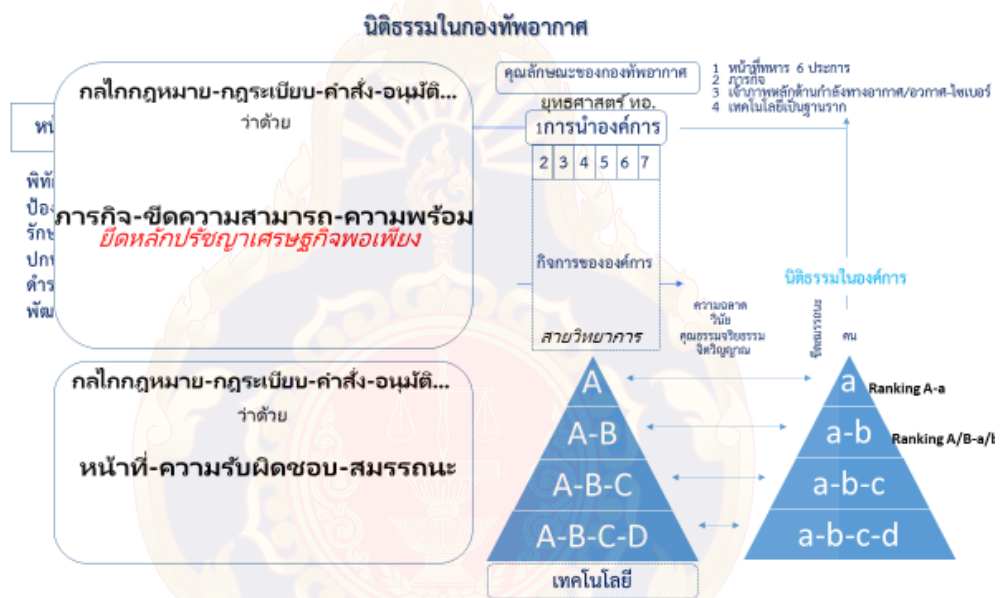 นิติธรรมในกองทัพอากาศ
กลไกกฎหมาย-กฎระเบียบ-คำสั่ง-อนุมัติ...
ว่าด้วย
ภารกิจ-ขีดความสามารถ-ความพร้อม
ยึดหลักปรัชญาเศรษฐกิจพอเพียง
กลไกกฎหมาย-กฎระเบียบ-คำสั่ง-อนุมัติ...
ว่าด้วย
หน้าที่-ความรับผิดชอบ-สมรรถนะ
คุณลักษณะของกองทัพอากาศ
1 หน้าที่ทหาร 6 ประการ
2 ภารกิจ
3 เจ้าภาพหลักด้านกำลังทางอากาศ/อวกาศ-ไซเบอร์
4 เทคโนโลยีเป็นฐานราก
ยุทธศาสตร์ ทอ.
1การนำองค์การ
2 3 4 5 6 7
กิจการขององค์การ
สายวิทยาการ
นิติธรรมในองค์การ
ความฉลาด
วินัย
คุณธรรมจริยธรรม
จิตวิญญาณ
ขีดสมรรถนะ
คน
A
A-B
A-B-C
A-B-C-D
เทคโนโลยี
a
Ranking A-a
a-b
Ranking A/B-a/b
a-b-c
a-b-c-d